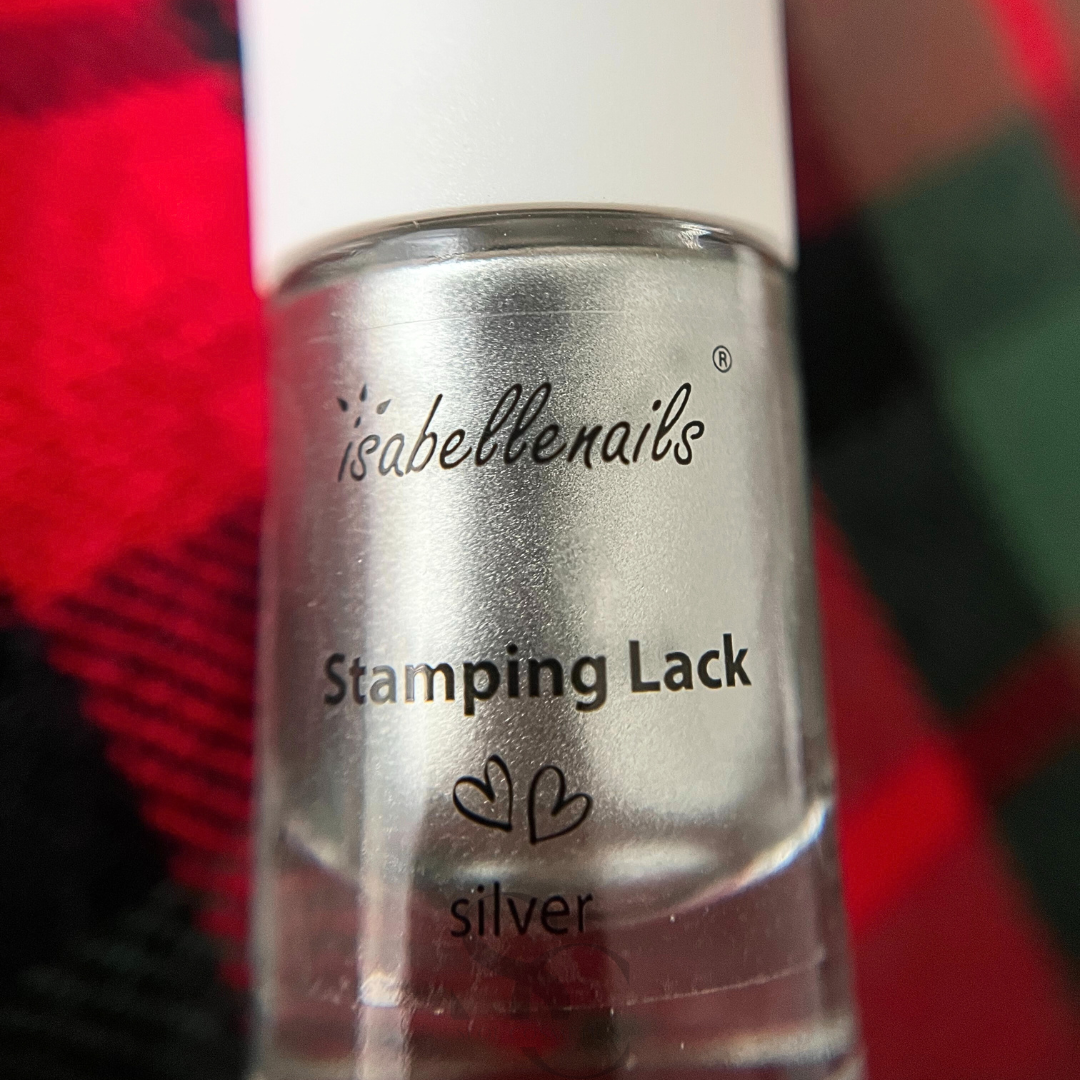 isabellenails®
Stamping Lack
silver